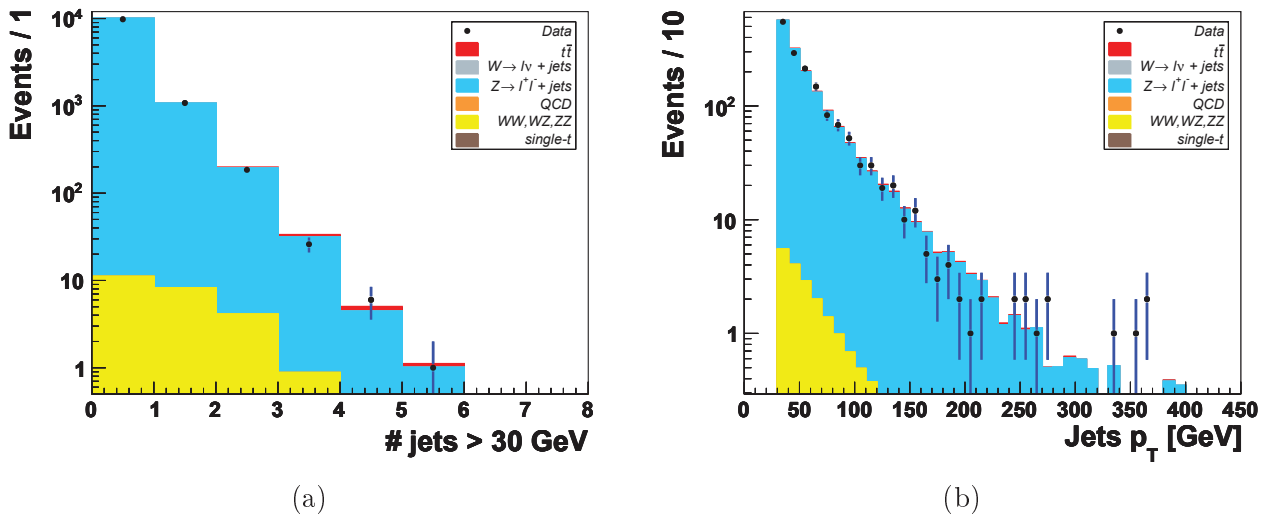 Events / 1
10⁴
10³
10²
10
1
0 1 2 3 4 5 6 7 8
# jets > 30 GeV
Data
tt̄
W→ lν + jets
Z→ l⁺l⁻ + jets
QCD
WW,WZ,ZZ
single-t
(a)
Events / 10
10²
10
1
0 50 100 150 200 250 300 350 400 450
Jets p_T [GeV]
Data
tt̄
W→ lν + jets
Z→ l⁺l⁻ + jets
QCD
WW,WZ,ZZ
single-t
(b)